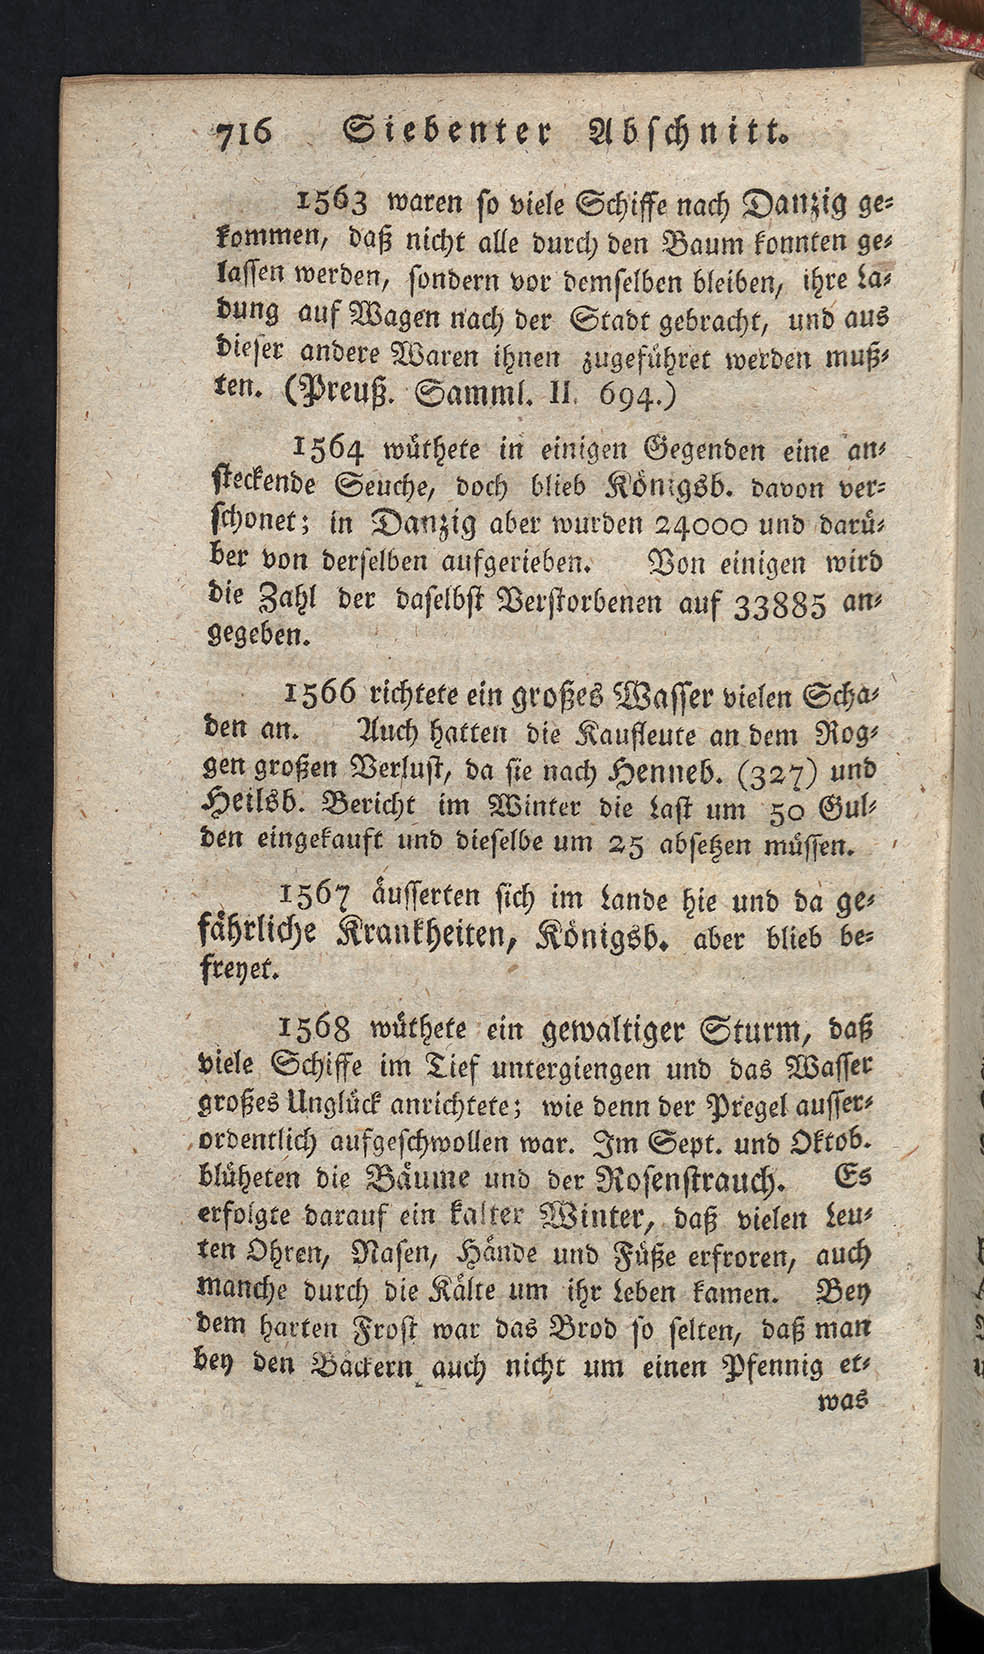 716 Siebenter Abschnitt.
1563 waren so viele Schiffe nach Danzig ge-
kommen, daß nicht alle durch den Baum konnten ge-
lassen werden, sondern vor demselben bleiben, ihre La-
dung auf Wagen nach der Stadt gebracht, und aus
dieser andere Waren ihnen zugeführet werden muß-
ten. (Preuß. Samml. II. 694.)
1564 wüthete in einigen Gegenden eine an-
steckende Seuche, doch blieb Königsb. davon ver-
schonet; in Danzig aber wurden 24000 und darü-
ber von derselben aufgerieben. Von einigen wird
die Zahl der daselbst Verstorbenen auf 33885 an-
gegeben.
1566 richtete ein großes Wasser vielen Scha-
den an. Auch hatten die Kaufleute an dem Rog-
gen großen Verlust, da sie nach Henneb. (327) und
Heilsb. Bericht im Winter die Last um 50 Gul-
den eingekauft und dieselbe um 25 absetzen müssen.
1567 äusserten sich im Lande hie und da ge-
fährliche Krankheiten, Königsb. aber blieb be-
freyet.
1568 wüthete ein gewaltiger Sturm, daß
viele Schiffe im Tief untergiengen und das Wasser
großes Unglück anrichtete; wie denn der Pregel ausser-
ordentlich aufgeschwollen war. Im Sept. und Oktob.
blüheten die Bäume und der Rosenstrauch. Es
erfolgte darauf ein kalter Winter, daß vielen Leu-
ten Ohren, Nasen, Hände und Füße erfroren, auch
manche durch die Kälte um ihr Leben kamen. Bey
dem harten Frost war das Brod so selten, daß man
bey den Bäckern auch nicht um einen Pfennig et-
was